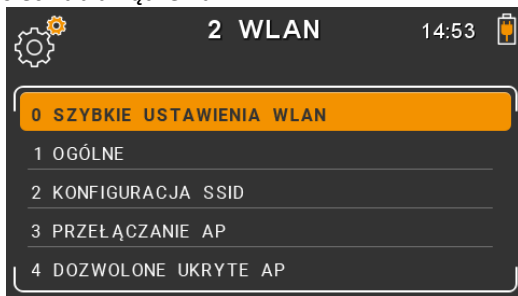 2 WLAN 14:53
0 SZYBKIE USTAWIENIA WLAN
1 OGÓLNE
2 KONFIGURACJA SSID
3 PRZEŁĄCZANIE AP
4 DOZWOLONE UKRYTE AP